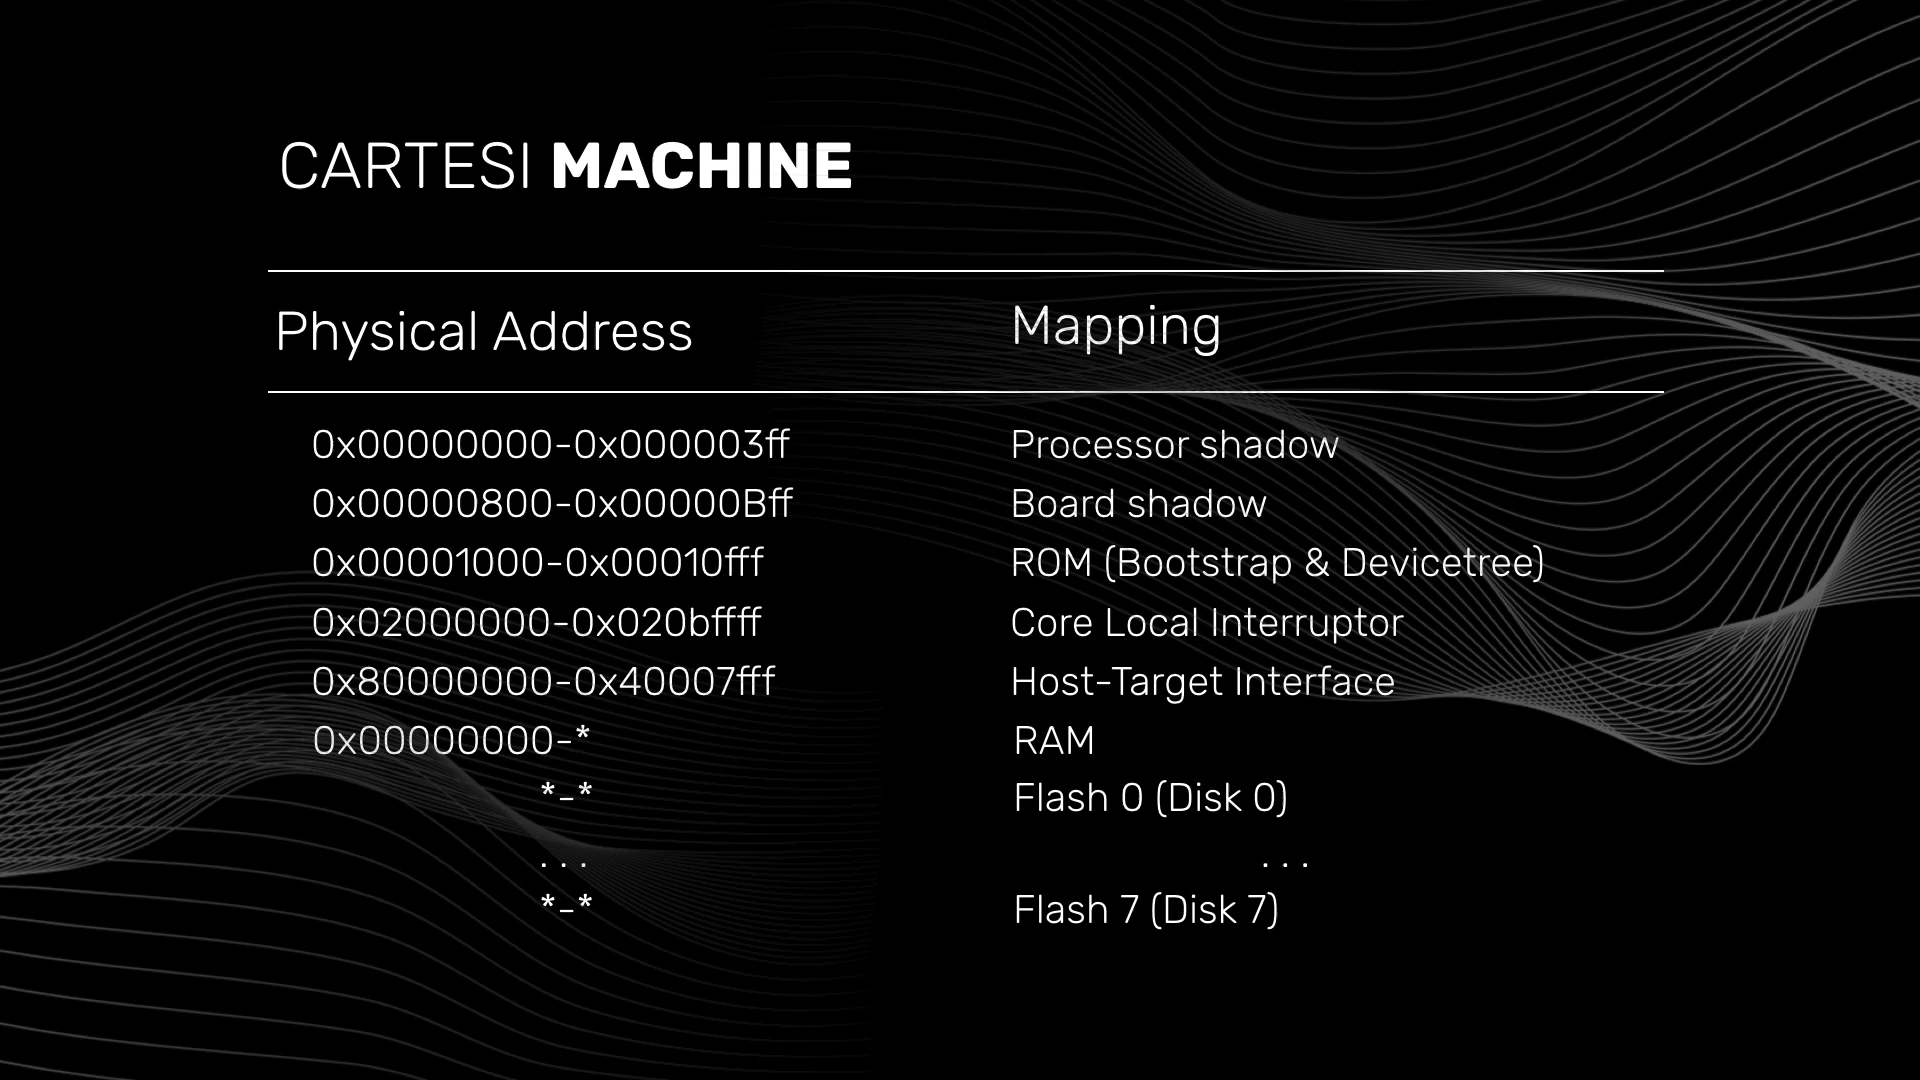 CARTESI MACHINE
Physical Address Mapping
0x00000000-0x000003ff Processor shadow
0x00000800-0x00000Bff Board shadow
0x00001000-0x00010fff ROM (Bootstrap & Devicetree)
0x02000000-0x020bffff Core Local Interruptor
0x80000000-0x40007fff Host-Target Interface
0x00000000-* RAM
*-* Flash 0 (Disk 0)
... ...
*-* Flash 7 (Disk 7)